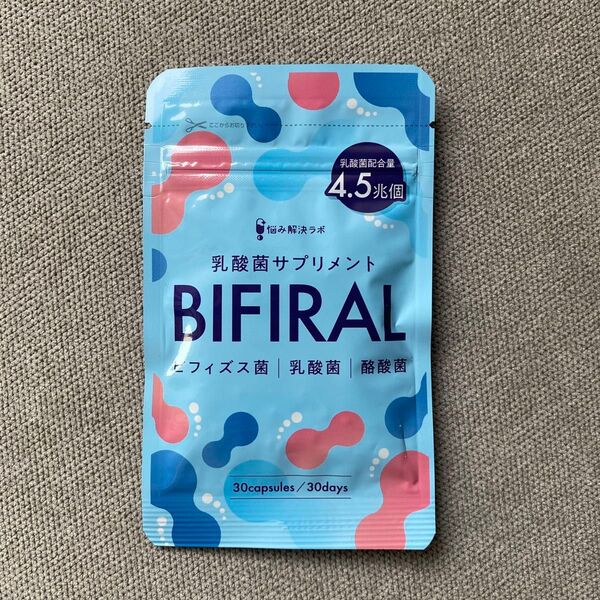 ここからお切り
乳酸菌配合量
4.5兆個
悩み解決ラボ
乳酸菌サプリメント
BIFIRAL
ビフィズス菌|乳酸菌|酪酸菌
30capsules/30days